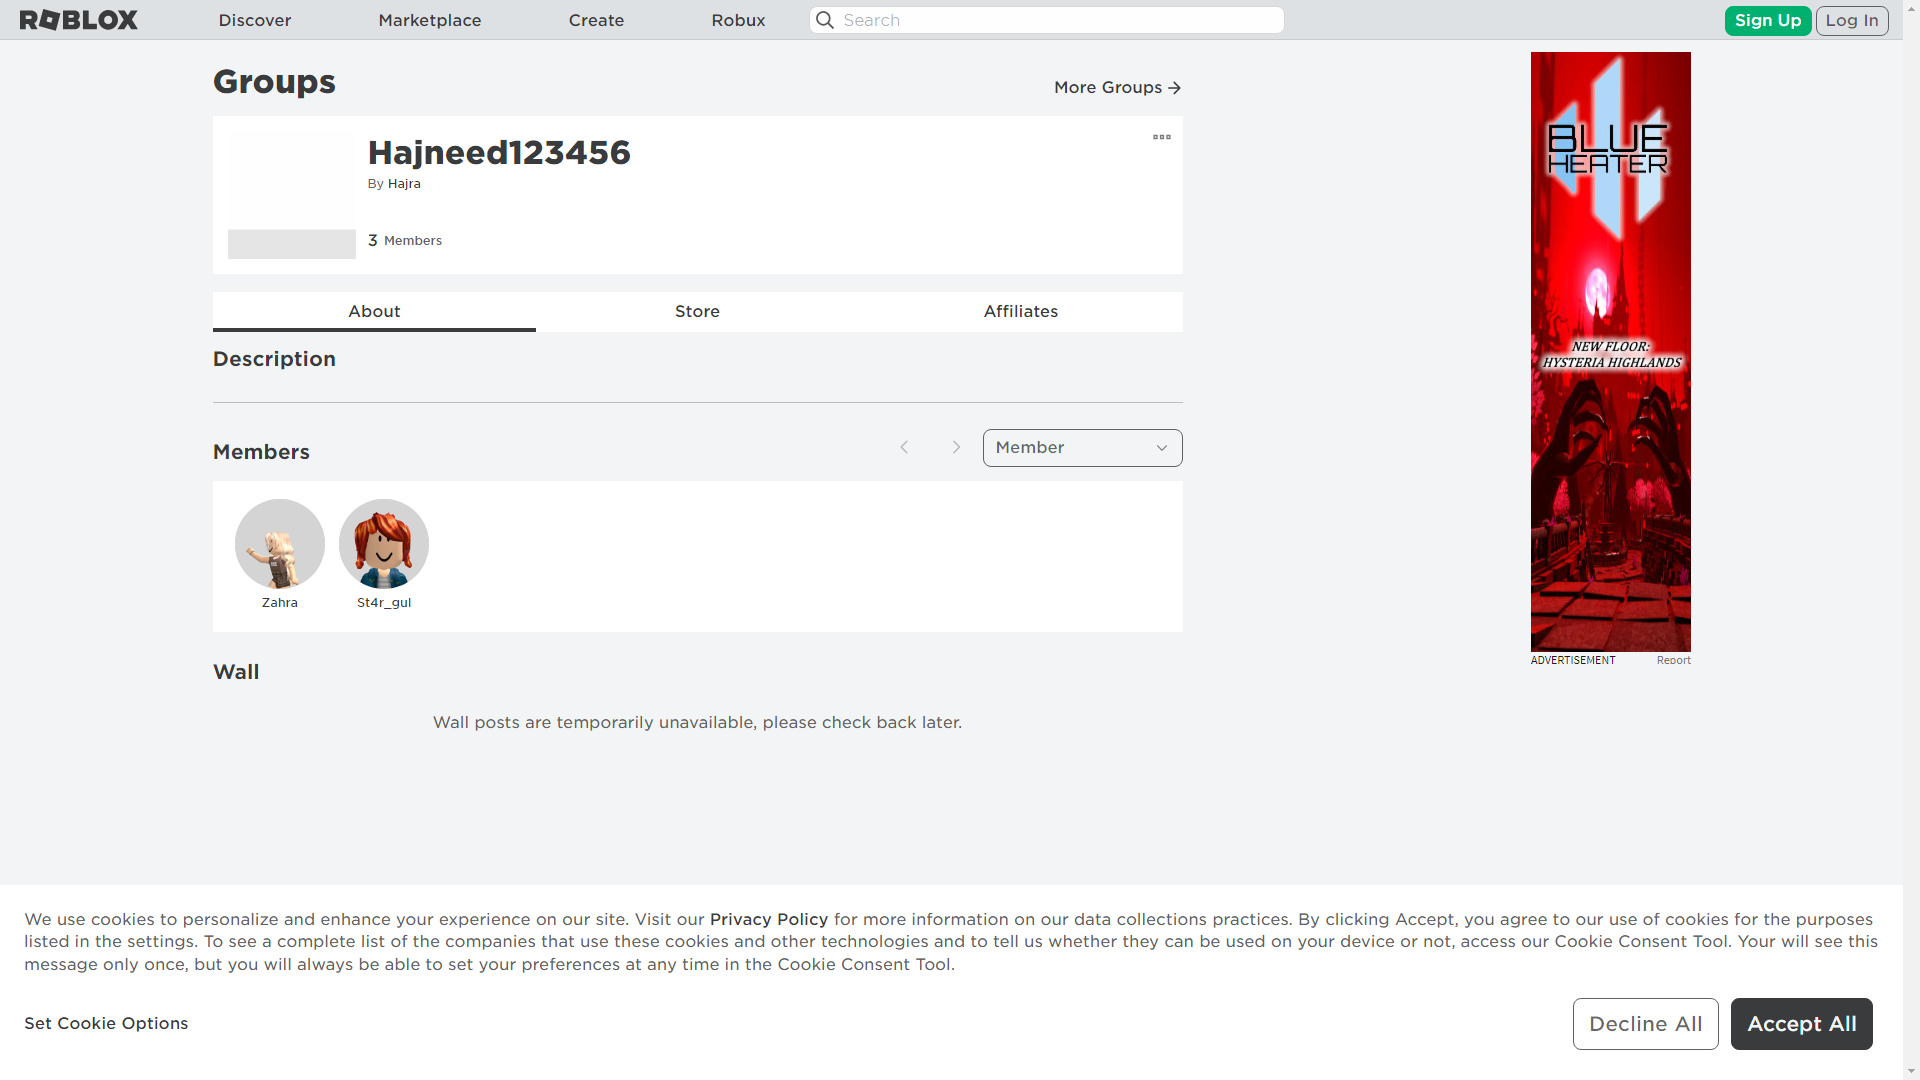 ROBLOX
Discover
Marketplace
Create
Robux
Search
Sign Up
Log In
Groups
More Groups
Hajneed123456
By Hajra
3 Members
About
Store
Affiliates
Description
Members
Member
Zahra
St4r_gul
Wall
Wall posts are temporarily unavailable, please check back later.
BLUE
HEATER
NEW FLOOR:
HYSTERIA HIGHLANDS
ADVERTISEMENT
Report
We use cookies to personalize and enhance your experience on our site. Visit our Privacy Policy for more information on our data collections practices. By clicking Accept, you agree to our use of cookies for the purposes
listed in the settings. To see a complete list of the companies that use these cookies and other technologies and to tell us whether they can be used on your device or not, access our Cookie Consent Tool. Your will see this
message only once, but you will always be able to set your preferences at any time in the Cookie Consent Tool.
Set Cookie Options
Decline All
Accept All